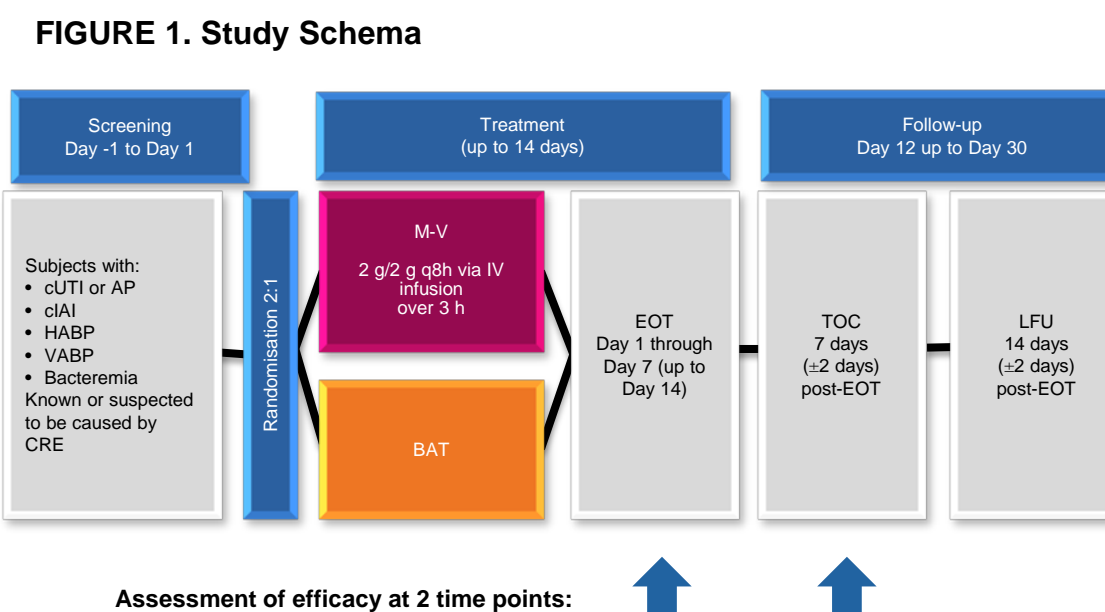 FIGURE 1. Study Schema
Screening
Day -1 to Day 1
Treatment
(up to 14 days)
Follow-up
Day 12 up to Day 30
Subjects with:
• cUTI or AP
• cIAI
• HABP
• VABP
• Bacteremia
Known or suspected
to be caused by
CRE
Randomisation 2:1
M-V
2 g/2 g q8h via IV
infusion
over 3 h
BAT
EOT
Day 1 through
Day 7 (up to
Day 14)
TOC
7 days
(±2 days)
post-EOT
LFU
14 days
(±2 days)
post-EOT
Assessment of efficacy at 2 time points: